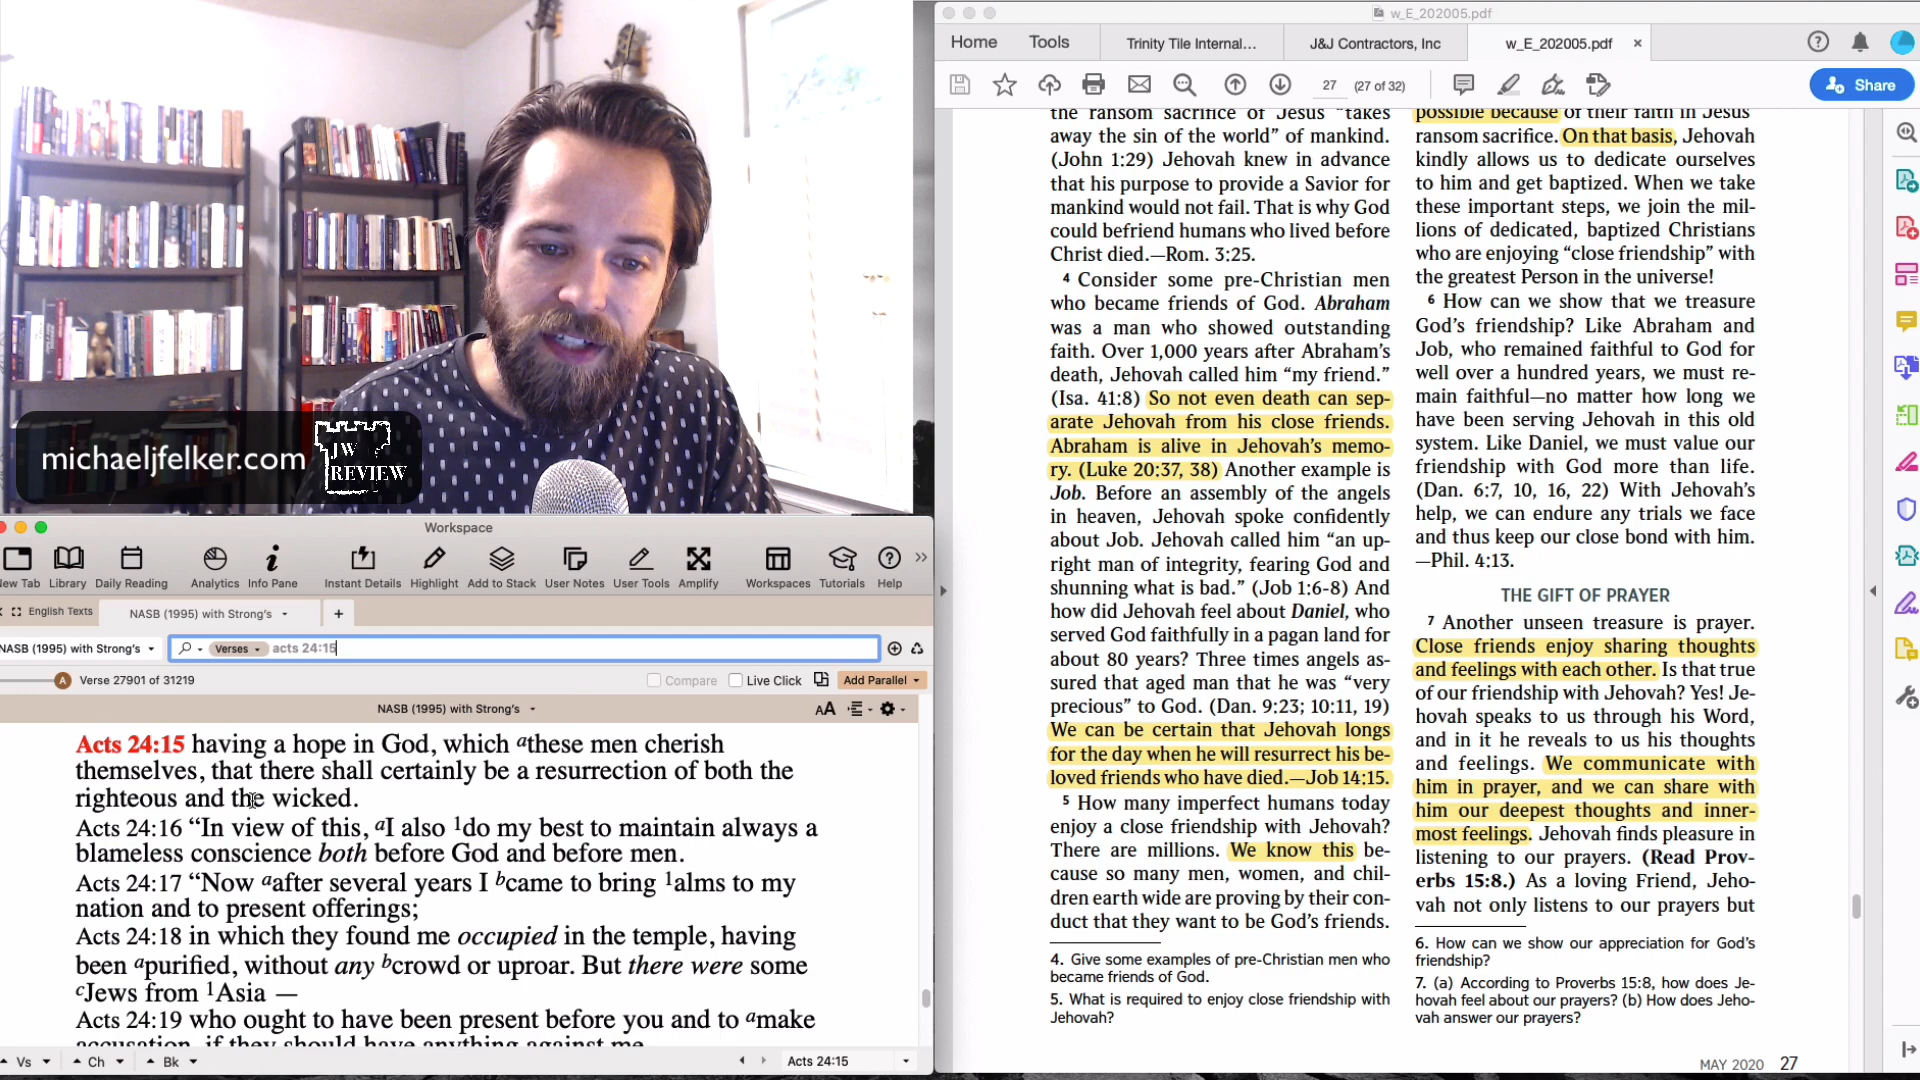 michaeljfelker.com
JW
REVIEW
Workspace
New Tab
Library
Daily Reading
Analytics
Info Pane
Instant Details
Highlight
Add to Stack
User Notes
User Tools
Amplify
Workspaces
Tutorials
Help
English Texts
NASB (1995) with Strong's
NASB (1995) with Strong's
Verses
acts 24:15
A
Verse 27901 of 31219
Compare
Live Click
Add Parallel
NASB (1995) with Strong's
AA
Acts 24:15 having a hope in God, which athese men cherish
themselves, that there shall certainly be a resurrection of both the
righteous and the wicked.
Acts 24:16 “In view of this, aI also 1do my best to maintain always a
blameless conscience both before God and before men.
Acts 24:17 “Now aafter several years I bcame to bring 1alms to my
nation and to present offerings;
Acts 24:18 in which they found me occupied in the temple, having
been apurified, without any bcrowd or uproar. But there were some
cJews from 1Asia —
Acts 24:19 who ought to have been present before you and to amake
accusation, if they should have anything against me
Vs
Ch
Bk
Acts 24:15
w_E_202005.pdf
Home
Tools
Trinity Tile Internal...
J&J Contractors, Inc
w_E_202005.pdf
27
(27 of 32)
Share
the ransom sacrifice of Jesus “takes
away the sin of the world” of mankind.
(John 1:29) Jehovah knew in advance
that his purpose to provide a Savior for
mankind would not fail. That is why God
could befriend humans who lived before
Christ died.—Rom. 3:25.
4 Consider some pre-Christian men
who became friends of God. Abraham
was a man who showed outstanding
faith. Over 1,000 years after Abraham’s
death, Jehovah called him “my friend.”
(Isa. 41:8) So not even death can sep-
arate Jehovah from his close friends.
Abraham is alive in Jehovah’s memo-
ry. (Luke 20:37, 38) Another example is
Job. Before an assembly of the angels
in heaven, Jehovah spoke confidently
about Job. Jehovah called him “an up-
right man of integrity, fearing God and
shunning what is bad.” (Job 1:6-8) And
how did Jehovah feel about Daniel, who
served God faithfully in a pagan land for
about 80 years? Three times angels as-
sured that aged man that he was “very
precious” to God. (Dan. 9:23; 10:11, 19)
We can be certain that Jehovah longs
for the day when he will resurrect his be-
loved friends who have died.—Job 14:15.
5 How many imperfect humans today
enjoy a close friendship with Jehovah?
There are millions. We know this be-
cause so many men, women, and chil-
dren earth wide are proving by their con-
duct that they want to be God’s friends.
4. Give some examples of pre-Christian men who
became friends of God.
5. What is required to enjoy close friendship with
Jehovah?
possible because of their faith in Jesus’
ransom sacrifice. On that basis, Jehovah
kindly allows us to dedicate ourselves
to him and get baptized. When we take
these important steps, we join the mil-
lions of dedicated, baptized Christians
who are enjoying “close friendship” with
the greatest Person in the universe!
6 How can we show that we treasure
God’s friendship? Like Abraham and
Job, who remained faithful to God for
well over a hundred years, we must re-
main faithful—no matter how long we
have been serving Jehovah in this old
system. Like Daniel, we must value our
friendship with God more than life.
(Dan. 6:7, 10, 16, 22) With Jehovah’s
help, we can endure any trials we face
and thus keep our close bond with him.
—Phil. 4:13.
THE GIFT OF PRAYER
7 Another unseen treasure is prayer.
Close friends enjoy sharing thoughts
and feelings with each other. Is that true
of our friendship with Jehovah? Yes! Je-
hovah speaks to us through his Word,
and in it he reveals to us his thoughts
and feelings. We communicate with
him in prayer, and we can share with
him our deepest thoughts and inner-
most feelings. Jehovah finds pleasure in
listening to our prayers. (Read Prov-
erbs 15:8.) As a loving Friend, Jeho-
vah not only listens to our prayers but
6. How can we show our appreciation for God’s
friendship?
7. (a) According to Proverbs 15:8, how does Je-
hovah feel about our prayers? (b) How does Jeho-
vah answer our prayers?
MAY 2020 27